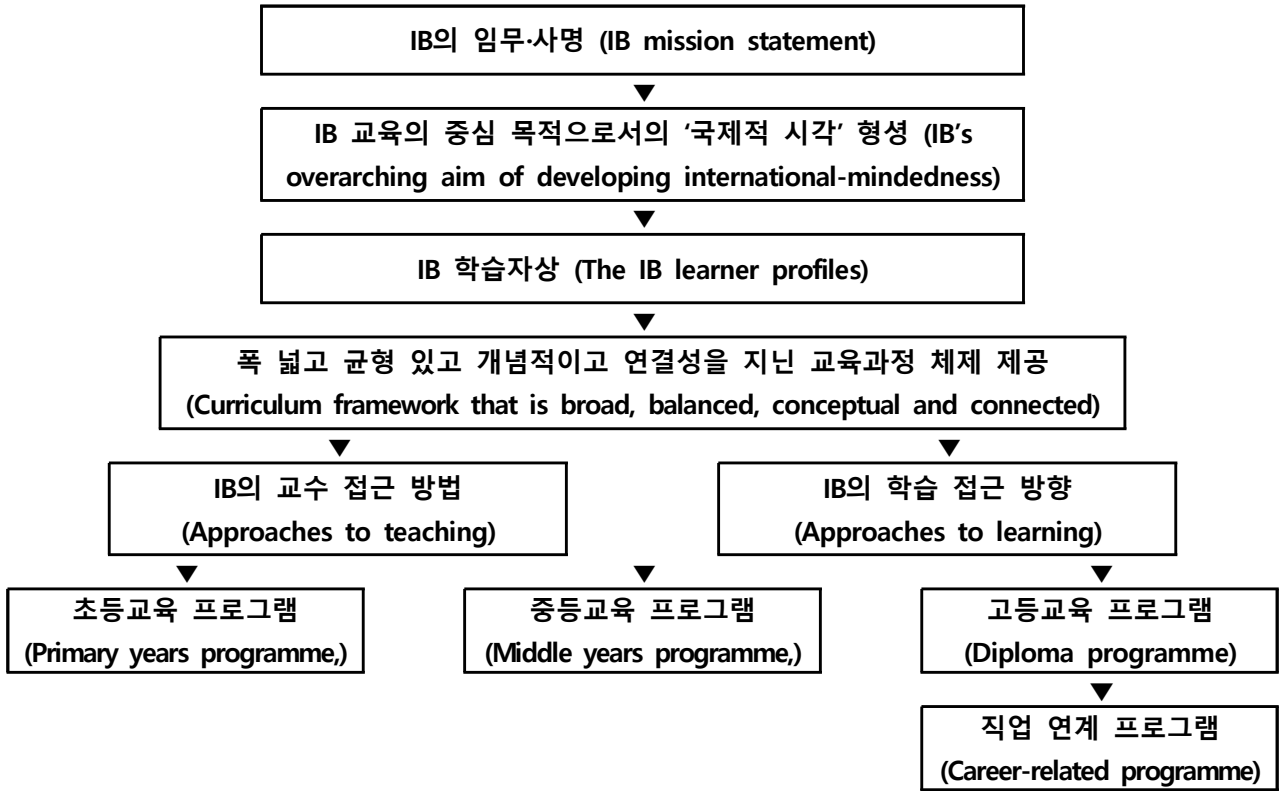 IB의 임무·사명 (IB mission statement)
▼
IB 교육의 중심 목적으로서의 ‘국제적 시각’ 형성 (IB’s
overarching aim of developing international-mindedness)
▼
IB 학습자상 (The IB learner profiles)
▼
폭 넓고 균형 있고 개념적이고 연결성을 지닌 교육과정 체제 제공
(Curriculum framework that is broad, balanced, conceptual and connected)
▼ ▼
IB의 교수 접근 방법
(Approaches to teaching)
IB의 학습 접근 방향
(Approaches to learning)
▼ ▼ ▼
초등교육 프로그램
(Primary years programme,)
중등교육 프로그램
(Middle years programme,)
고등교육 프로그램
(Diploma programme)
▼
직업 연계 프로그램
(Career-related programme)